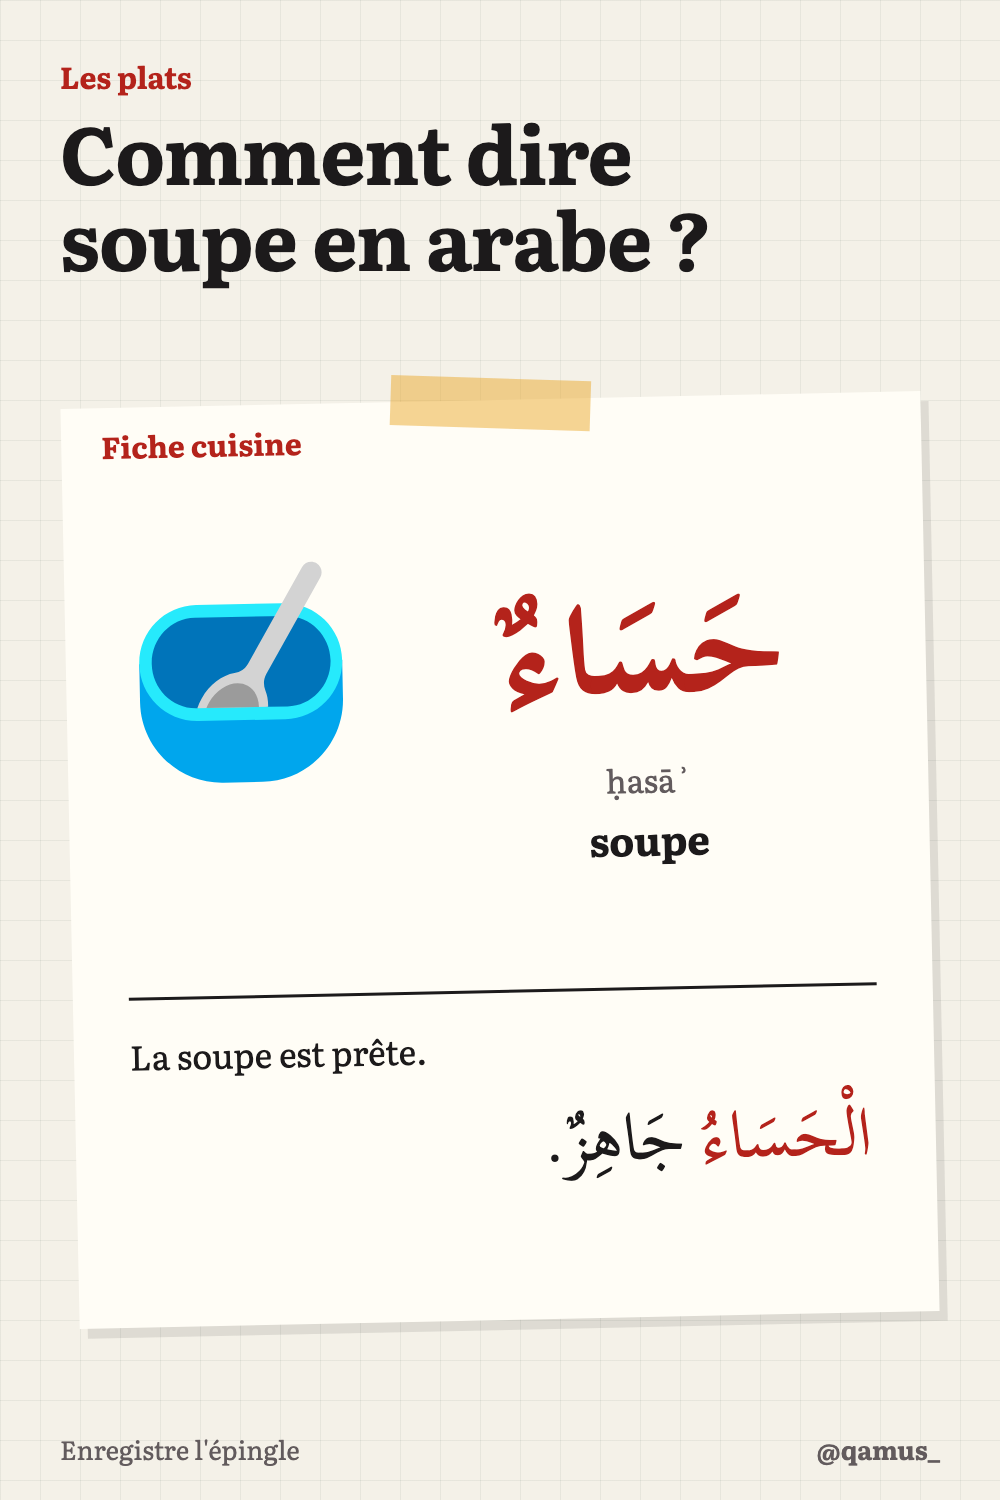 Les plats
Comment dire
soupe en arabe ?
Fiche cuisine
حَسَاءٌ
ḥasāʾ
soupe
La soupe est prête.
الْحَسَاءُ جَاهِزٌ.
Enregistre l'épingle
@qamus_